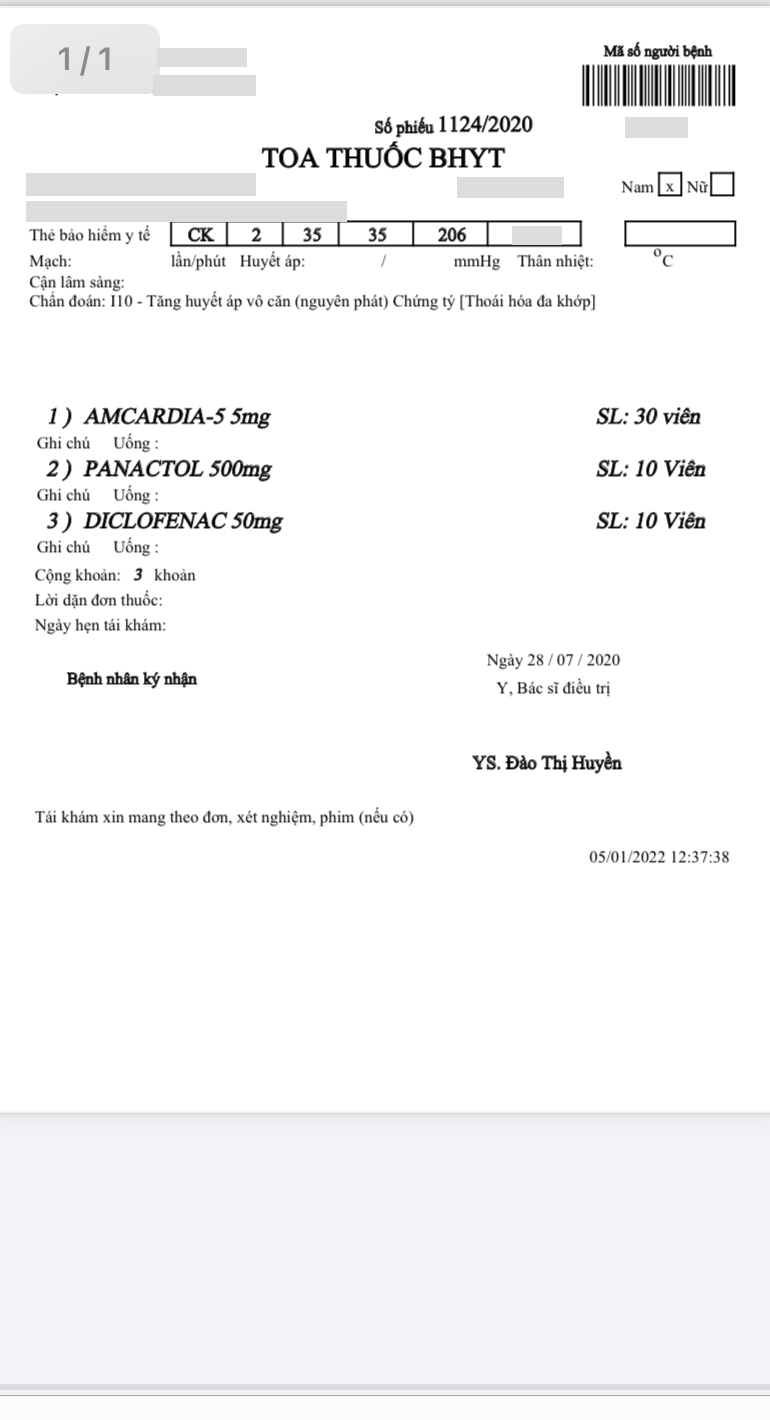 1/1
Mã số người bệnh
Số phiếu 1124/2020
TOA THUỐC BHYT
Nam x Nữ
Thẻ bảo hiểm y tế CK 2 35 35 206
Mạch: lần/phút Huyết áp: / mmHg Thân nhiệt: °C
Cận lâm sàng:
Chẩn đoán: I10 - Tăng huyết áp vô căn (nguyên phát) Chứng tý [Thoái hóa đa khớp]
1 ) AMCARDIA-5 5mg SL: 30 viên
Ghi chú Uống :
2 ) PANACTOL 500mg SL: 10 Viên
Ghi chú Uống :
3 ) DICLOFENAC 50mg SL: 10 Viên
Ghi chú Uống :
Cộng khoản: 3 khoản
Lời dặn đơn thuốc:
Ngày hẹn tái khám:
Ngày 28 / 07 / 2020
Bệnh nhân ký nhận
Y, Bác sĩ điều trị
YS. Đào Thị Huyền
Tái khám xin mang theo đơn, xét nghiệm, phim (nếu có)
05/01/2022 12:37:38